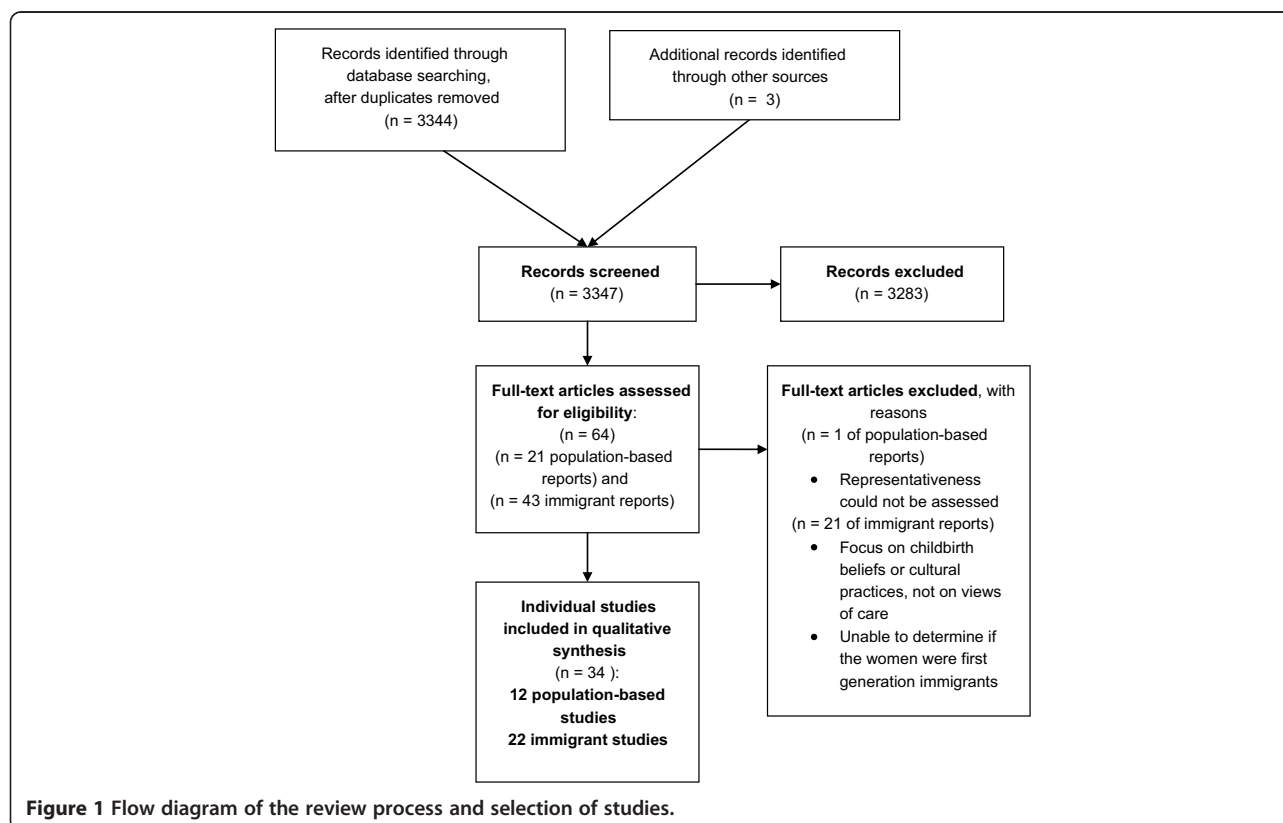 Records identified through
database searching,
after duplicates removed
(n = 3344)
Additional records identified
through other sources
(n = 3)
Records screened
(n = 3347)
Records excluded
(n = 3283)
Full-text articles assessed
for eligibility:
(n = 64)
(n = 21 population-based
reports) and
(n = 43 immigrant reports)
Full-text articles excluded, with
reasons
(n = 1 of population-based
reports)
• Representativeness
could not be assessed
(n = 21 of immigrant reports)
• Focus on childbirth
beliefs or cultural
practices, not on views
of care
• Unable to determine if
the women were first
generation immigrants
Individual studies
included in qualitative
synthesis
(n = 34 ):
12 population-based
studies
22 immigrant studies
Figure 1 Flow diagram of the review process and selection of studies.